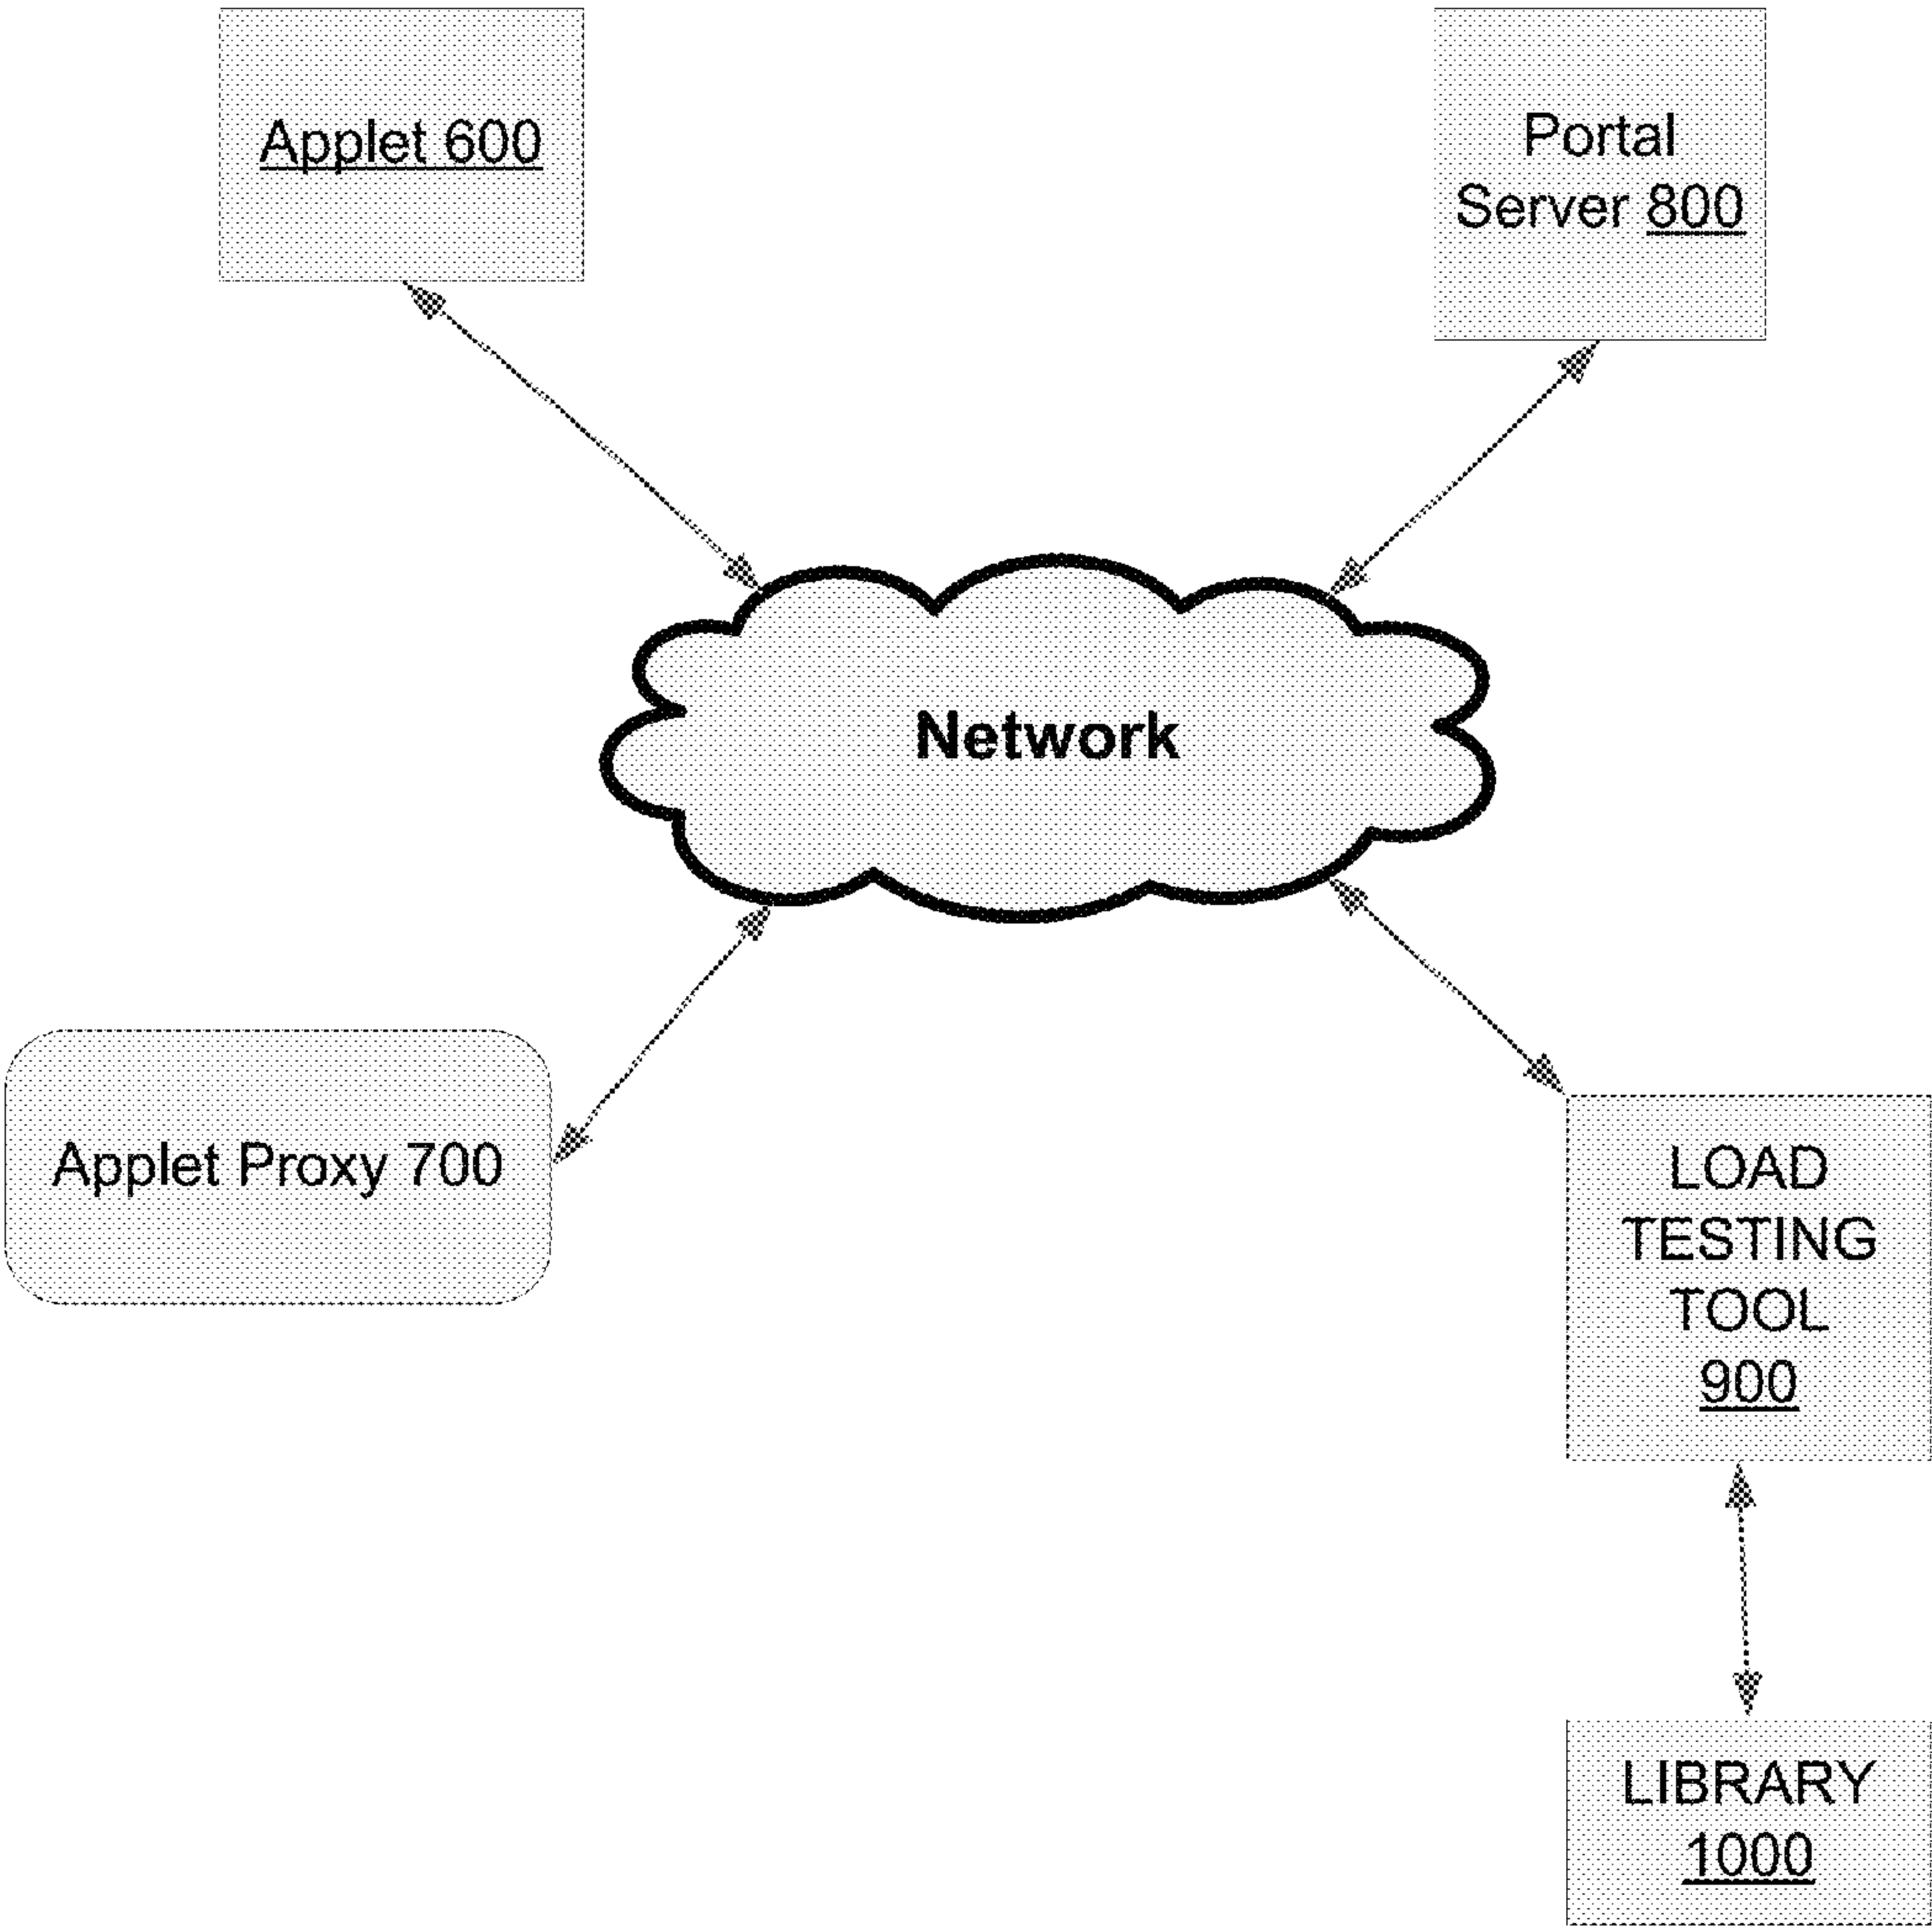 Applet 600
Portal
Server 800
Network
Applet Proxy 700
LOAD
TESTING
TOOL
900
LIBRARY
1000